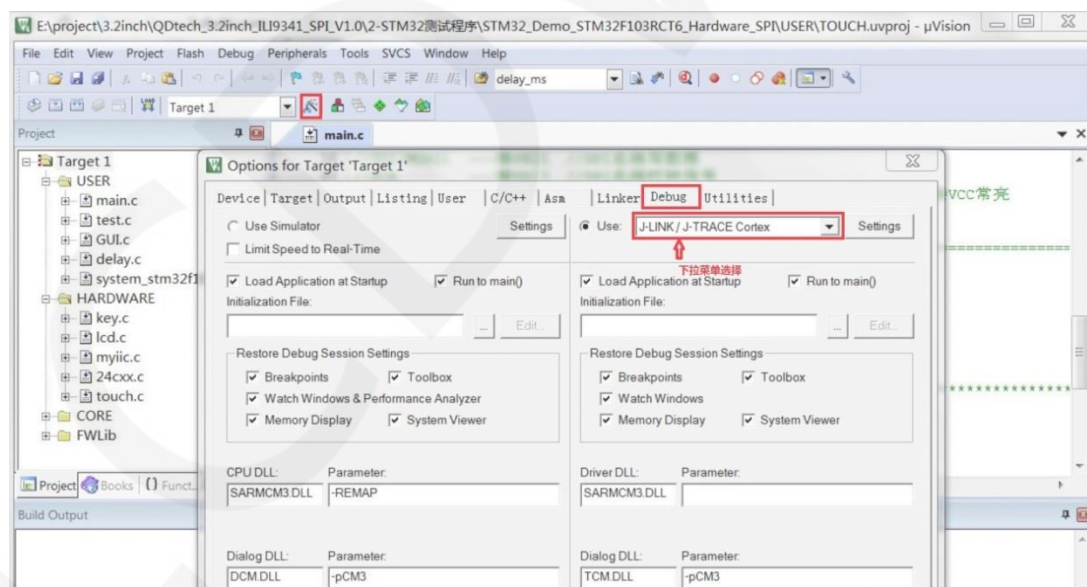 E:\project\3.2inch\QDtech_3.2inch_ILI9341_SPI_V1.0\2-STM32测试程序\STM32_Demo_STM32F103RCT6_Hardware_SPI\USER\TOUCH.uvproj - µVision
File Edit View Project Flash Debug Peripherals Tools SVCS Window Help
delay_ms
LOAD Target 1
Project
main.c
Target 1
USER
main.c
test.c
GUI.c
delay.c
system_stm32f1
HARDWARE
key.c
lcd.c
myiic.c
24cxx.c
touch.c
CORE
FWLib
Project Books {} Funct...
Build Output
VCC常亮
==============
**************
Options for Target 'Target 1'
Device Target Output Listing User C/C++ Asm Linker Debug Utilities
Use Simulator Settings
Limit Speed to Real-Time
Load Application at Startup Run to main()
Initialization File:
... Edit...
Restore Debug Session Settings
Breakpoints Toolbox
Watch Windows & Performance Analyzer
Memory Display System Viewer
CPU DLL: Parameter:
SARMCM3.DLL -REMAP
Dialog DLL: Parameter:
DCM.DLL -pCM3
Use: J-LINK / J-TRACE Cortex Settings
下拉菜单选择
Load Application at Startup Run to main()
Initialization File:
... Edit...
Restore Debug Session Settings
Breakpoints Toolbox
Watch Windows
Memory Display System Viewer
Driver DLL: Parameter:
SARMCM3.DLL
Dialog DLL: Parameter:
TCM.DLL -pCM3